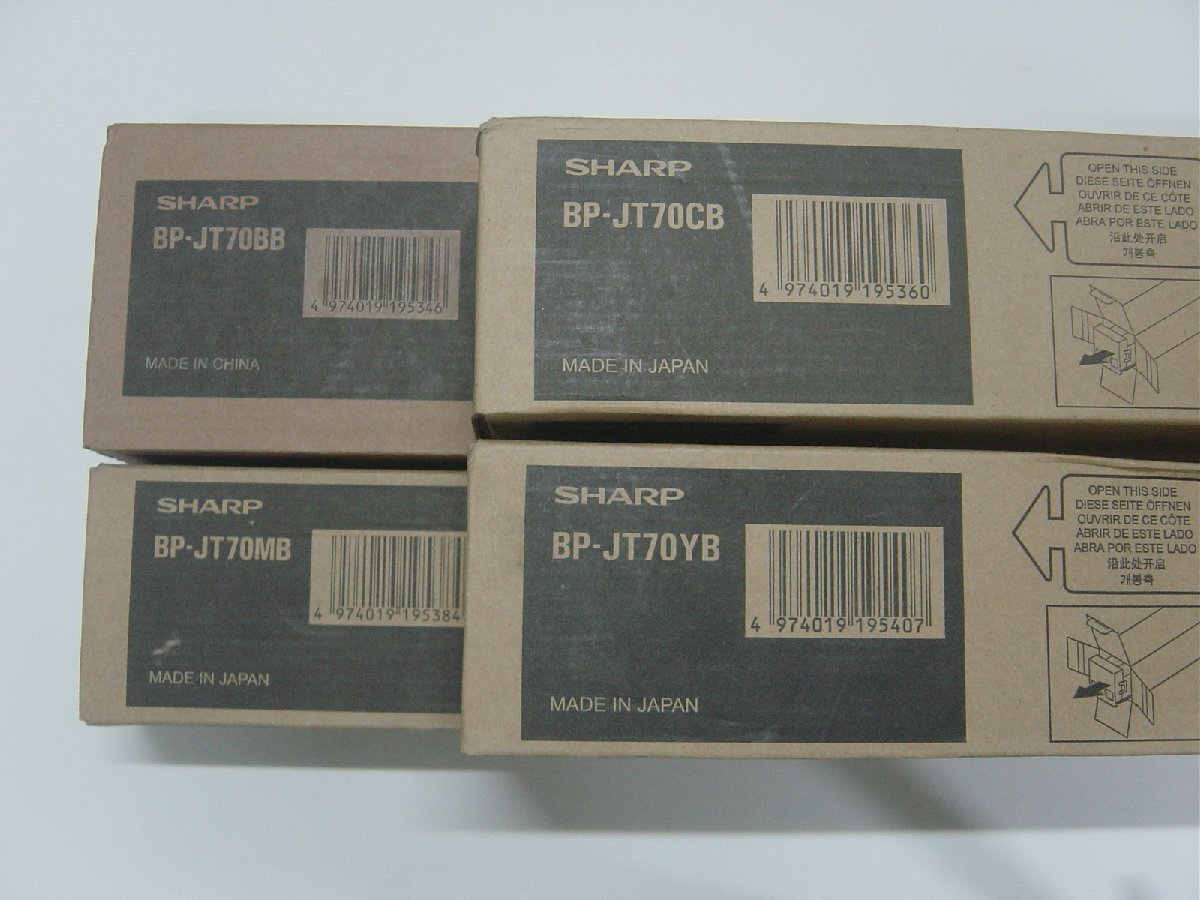 SHARP
BP-JT70BB
4 974019 195346
MADE IN CHINA
SHARP
BP-JT70CB
4 974019 195360
MADE IN JAPAN
OPEN THIS SIDE
DIESE SEITE ÖFFNEN
OUVRIR DE CE CÔTE
ABRIR DE ESTE LADO
ABRA POR ESTE LADO
沿此处开启
개봉측
SHARP
BP-JT70MB
4 974019 195384
MADE IN JAPAN
SHARP
BP-JT70YB
4 974019 195407
MADE IN JAPAN
OPEN THIS SIDE
DIESE SEITE ÖFFNEN
OUVRIR DE CE CÔTE
ABRIR DE ESTE LADO
ABRA POR ESTE LADO
沿此处开启
개봉측